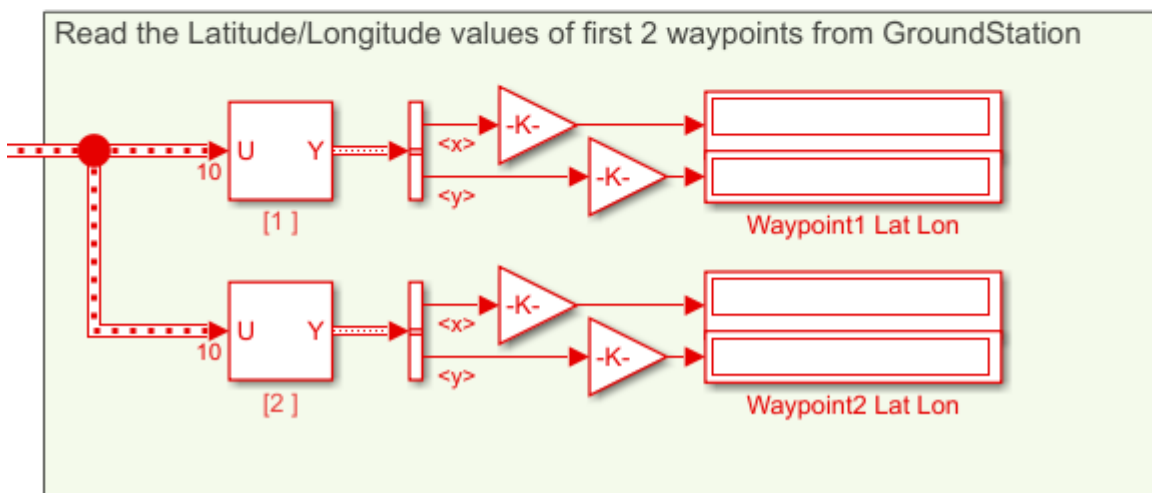 Read the Latitude/Longitude values of first 2 waypoints from GroundStation
10
U Y
[1 ]
<x>
<y>
-K-
-K-
Waypoint1 Lat Lon
10
U Y
[2 ]
<x>
<y>
-K-
-K-
Waypoint2 Lat Lon